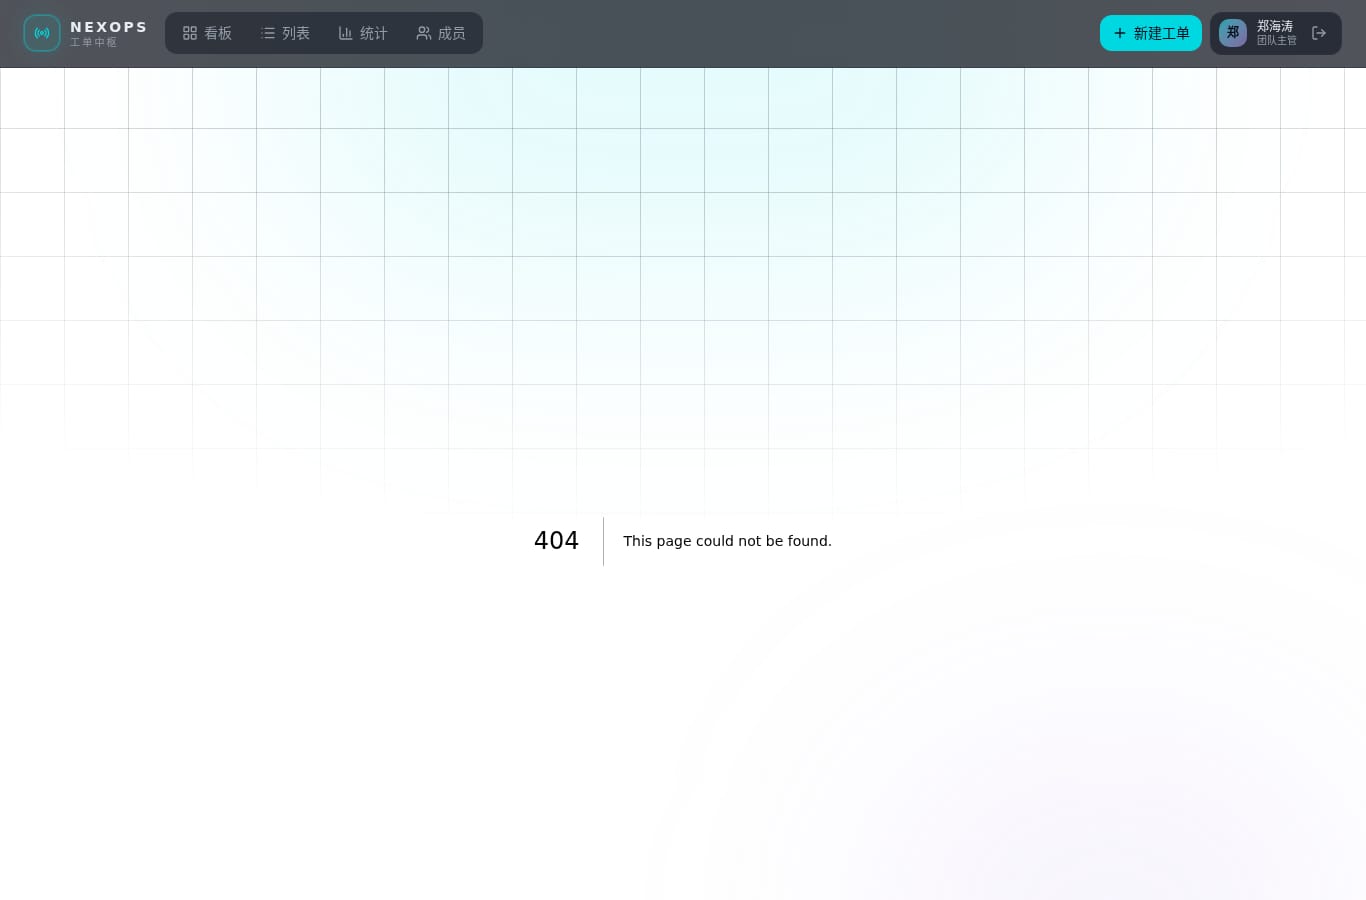 NEXOPS
工单中枢
看板
列表
统计
成员
新建工单
郑
郑海涛
团队主管
404
This page could not be found.